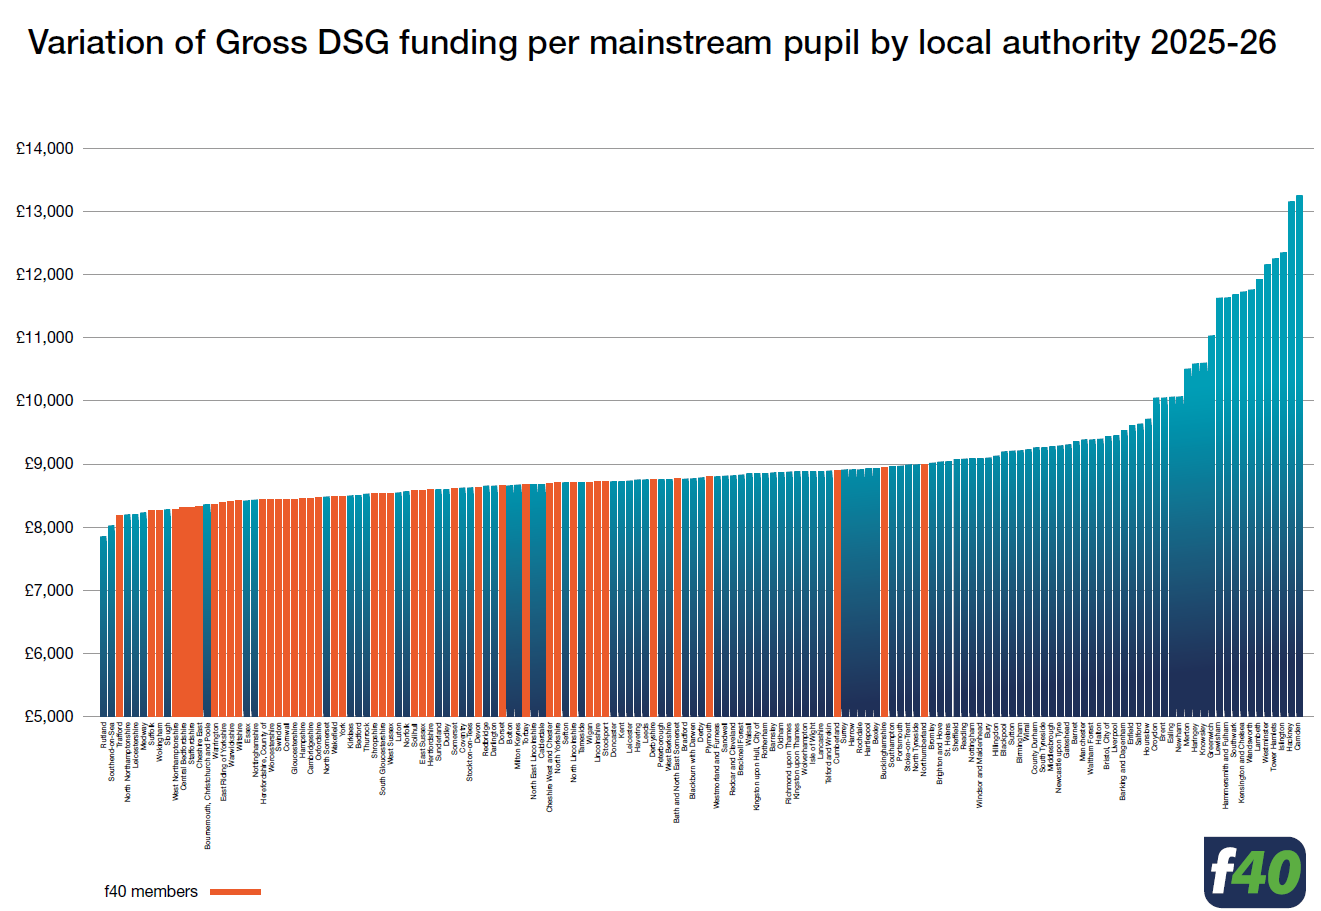 Variation of Gross DSG funding per mainstream pupil by local authority 2025-26
£14,000
£13,000
£12,000
£11,000
£10,000
£9,000
£8,000
£7,000
£6,000
£5,000
Rutland
Southend-on-Sea
Trafford
North Northamptonshire
Leicestershire
Medway
Suffolk
Wokingham
Slough
West Northamptonshire
Central Bedfordshire
Staffordshire
Cheshire East
Bournemouth, Christchurch and Poole
Warrington
East Riding of Yorkshire
Warwickshire
Wiltshire
Essex
Nottinghamshire
Herefordshire, County of
Worcestershire
Swindon
Cornwall
Gloucestershire
Hampshire
Cambridgeshire
Oxfordshire
North Somerset
Wakefield
York
Kirklees
Bedford
Thurrock
Shropshire
South Gloucestershire
West Sussex
Luton
Norfolk
Solihull
East Sussex
Hertfordshire
Sunderland
Dudley
Somerset
Coventry
Stockton-on-Tees
Devon
Redbridge
Darlington
Dorset
Bolton
Milton Keynes
Torbay
North East Lincolnshire
Calderdale
Cheshire West and Chester
North Yorkshire
Sefton
North Lincolnshire
Tameside
Wigan
Lincolnshire
Stockport
Doncaster
Kent
Leicester
Havering
Leeds
Derbyshire
Peterborough
West Berkshire
Bath and North East Somerset
Bradford
Blackburn with Darwen
Derby
Plymouth
Westmorland and Furness
Sandwell
Redcar and Cleveland
Bracknell Forest
Walsall
Kingston upon Hull, City of
Rotherham
Barnsley
Oldham
Richmond upon Thames
Kingston upon Thames
Wolverhampton
Isle of Wight
Lancashire
Telford and Wrekin
Cumberland
Surrey
Harrow
Rochdale
Hartlepool
Bexley
Buckinghamshire
Southampton
Portsmouth
Stoke-on-Trent
North Tyneside
Northumberland
Bromley
Brighton and Hove
St. Helens
Sheffield
Reading
Nottingham
Windsor and Maidenhead
Bury
Hillingdon
Blackpool
Sutton
Birmingham
Wirral
County Durham
South Tyneside
Middlesbrough
Newcastle upon Tyne
Gateshead
Barnet
Manchester
Waltham Forest
Halton
Bristol, City of
Liverpool
Barking and Dagenham
Enfield
Salford
Hounslow
Croydon
Brent
Ealing
Newham
Merton
Haringey
Knowsley
Greenwich
Lewisham
Hammersmith and Fulham
Southwark
Kensington and Chelsea
Wandsworth
Lambeth
Westminster
Tower Hamlets
Islington
Hackney
Camden
f40 members
f40